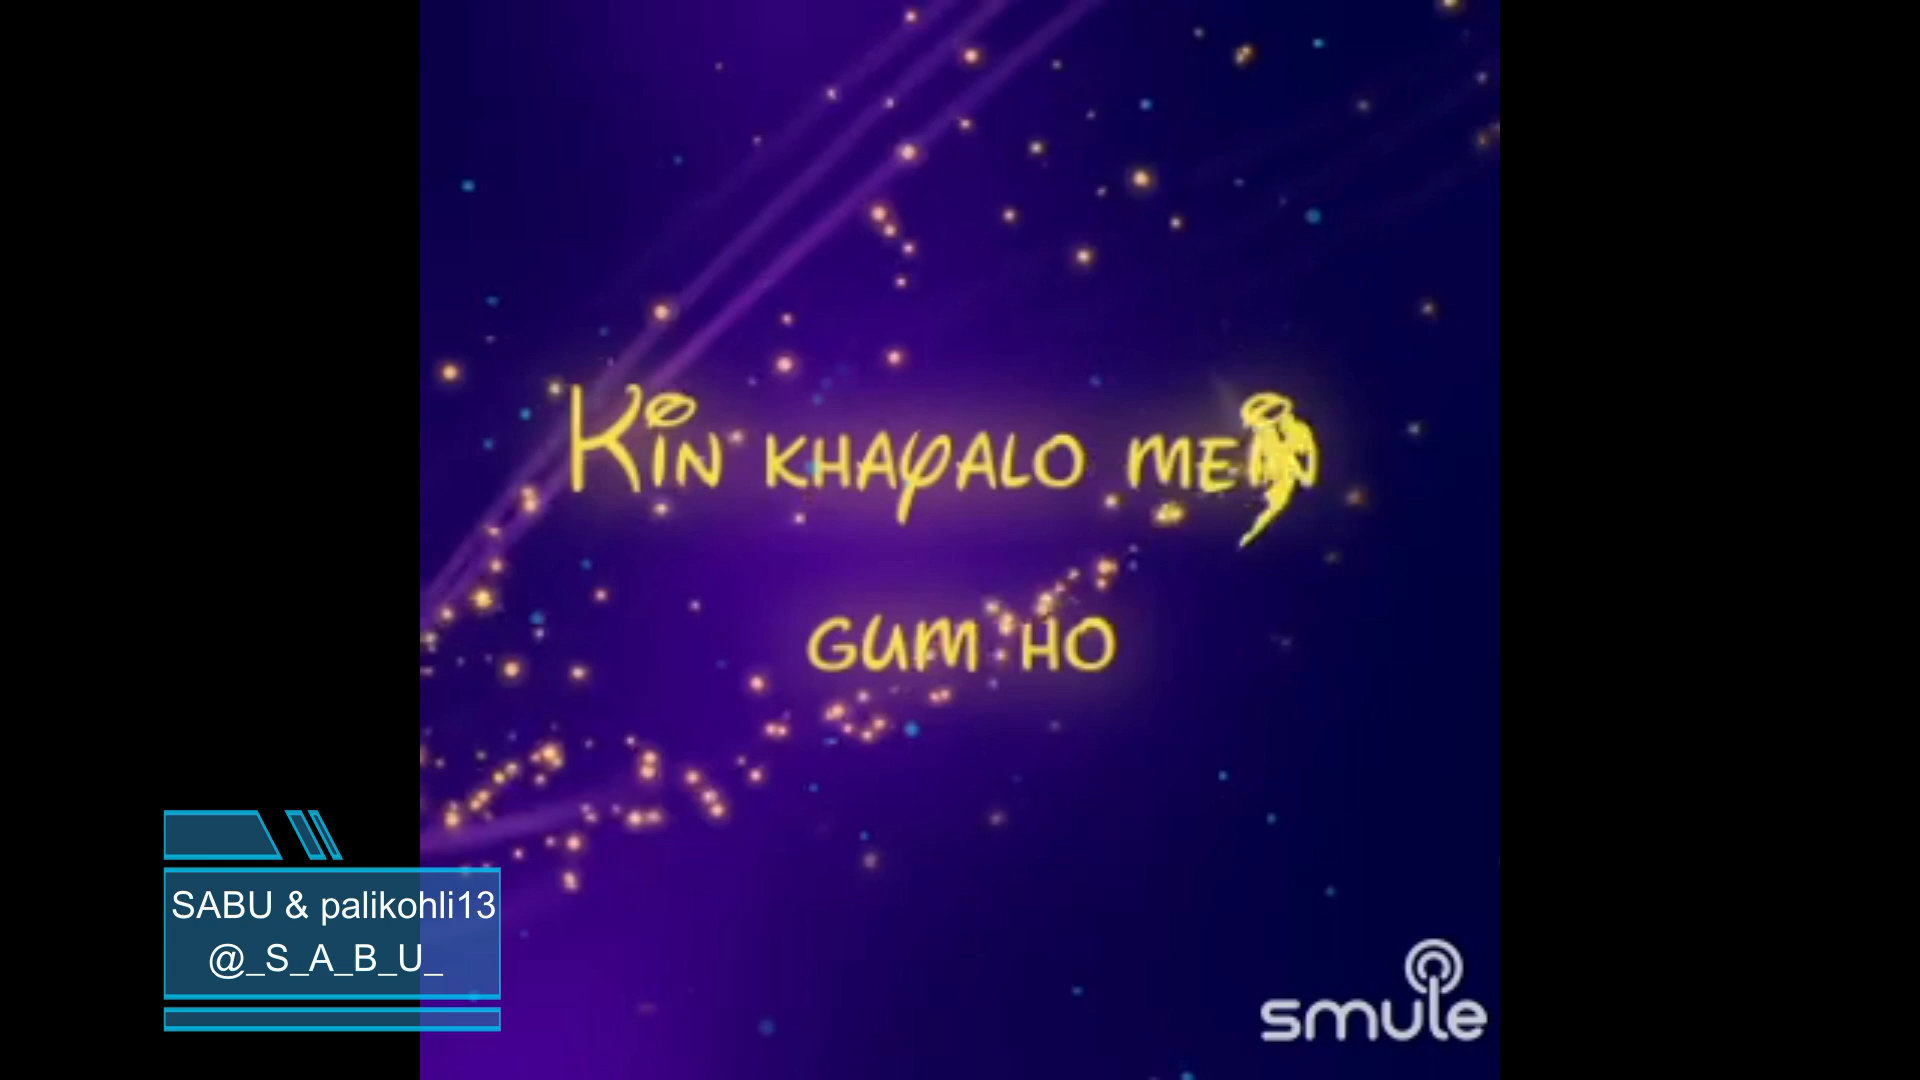 Kin khayalo mein
gum ho
SABU & palikohli13
@_S_A_B_U_
smule